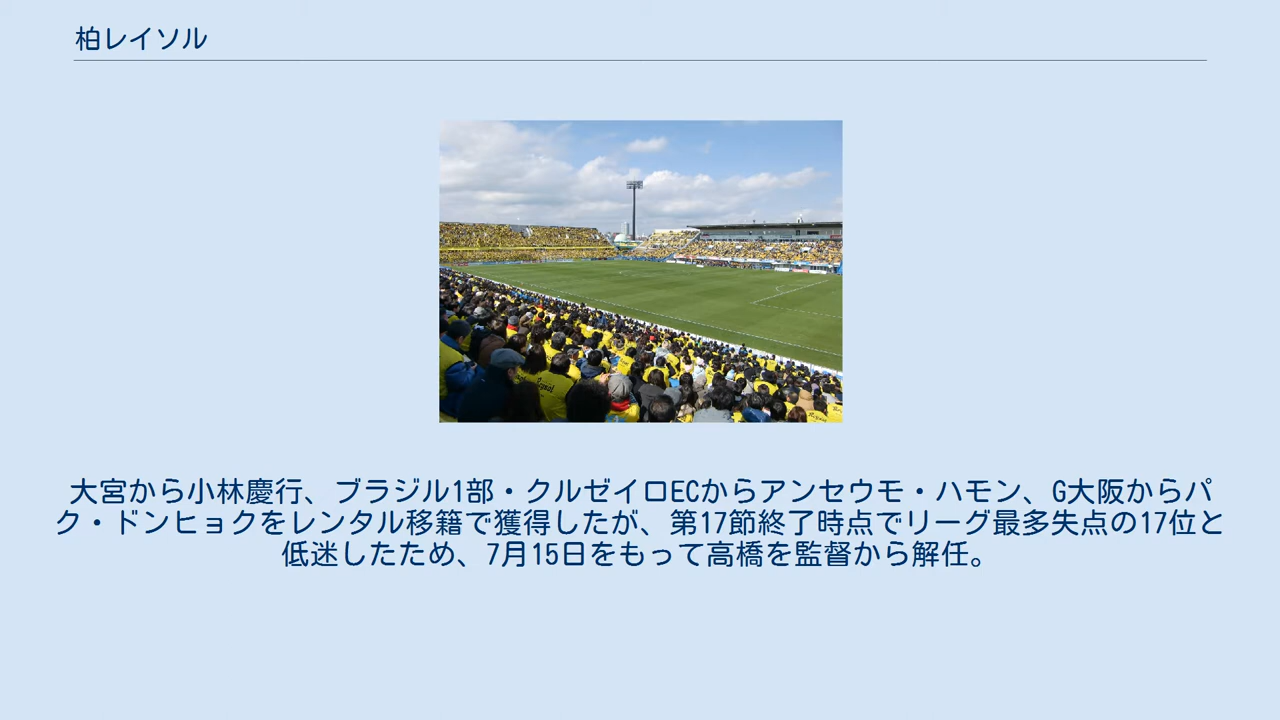 柏レイソル
大宮から小林慶行、ブラジル1部・クルゼイロECからアンセウモ・ハモン、G大阪からパ
ク・ドンヒョクをレンタル移籍で獲得したが、第17節終了時点でリーグ最多失点の17位と
低迷したため、7月15日をもって高橋を監督から解任。